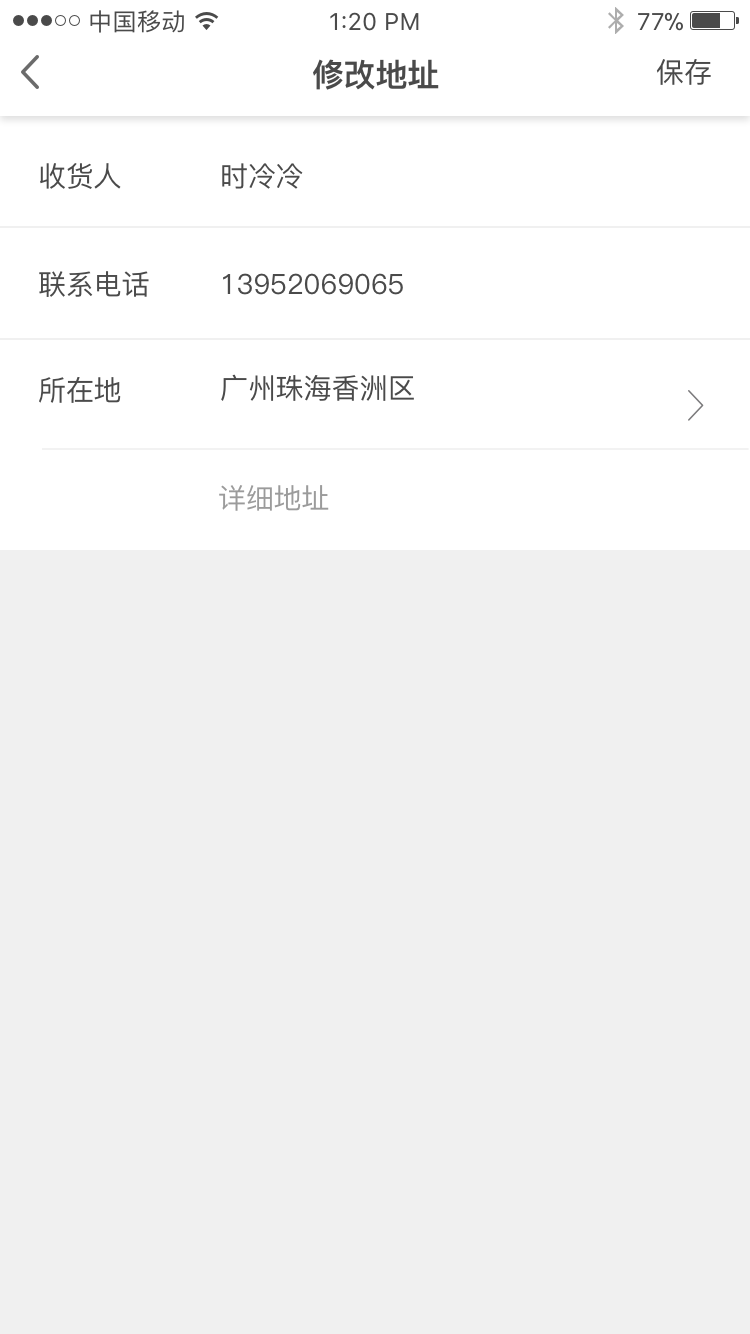 中国移动 1:20 PM 77%
修改地址 保存
收货人 时冷冷
联系电话 13952069065
所在地 广州珠海香洲区
详细地址